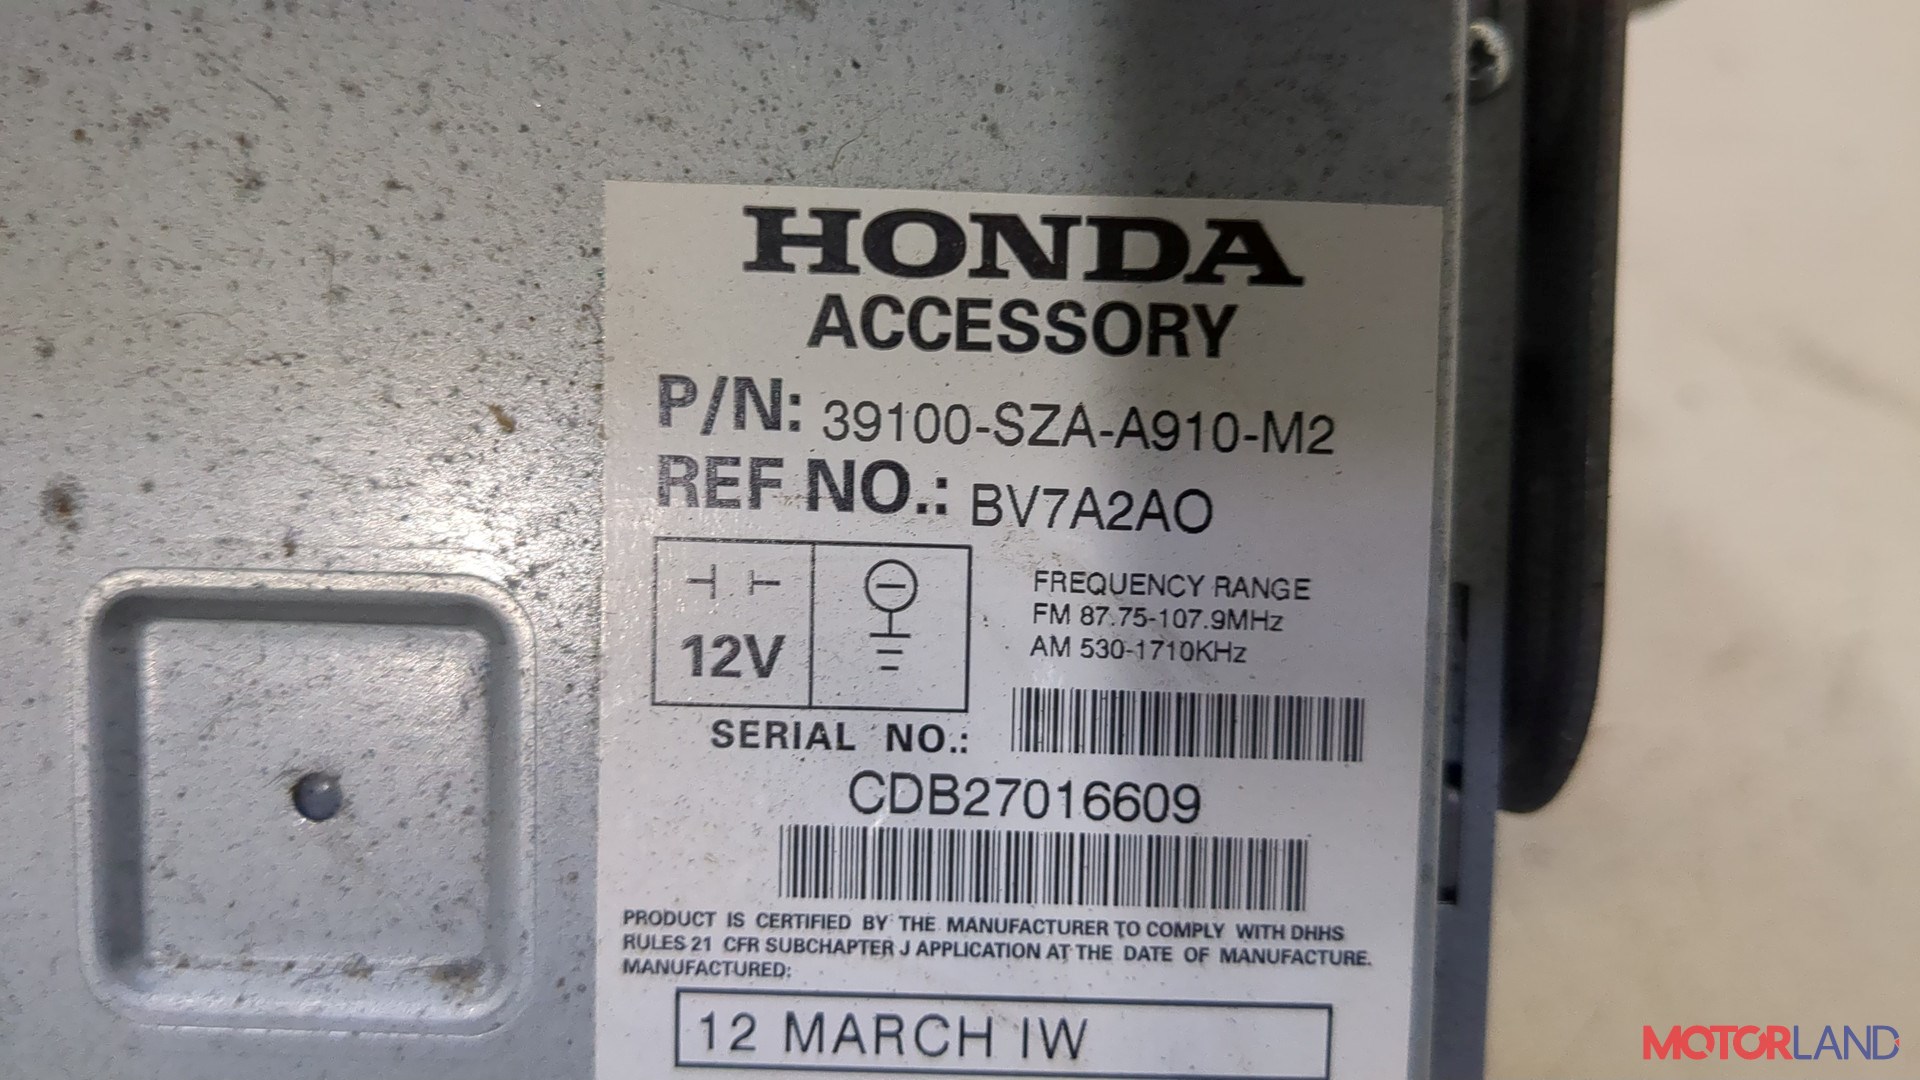 HONDA
ACCESSORY
P/N: 39100-SZA-A910-M2
REF NO.: BV7A2AO
12V
FREQUENCY RANGE
FM 87.75-107.9MHz
AM 530-1710KHz
SERIAL NO.:
CDB27016609
PRODUCT IS CERTIFIED BY THE MANUFACTURER TO COMPLY WITH DHHS
RULES 21 CFR SUBCHAPTER J APPLICATION AT THE DATE OF MANUFACTURE.
MANUFACTURED:
12 MARCH IW
MOTORLAND